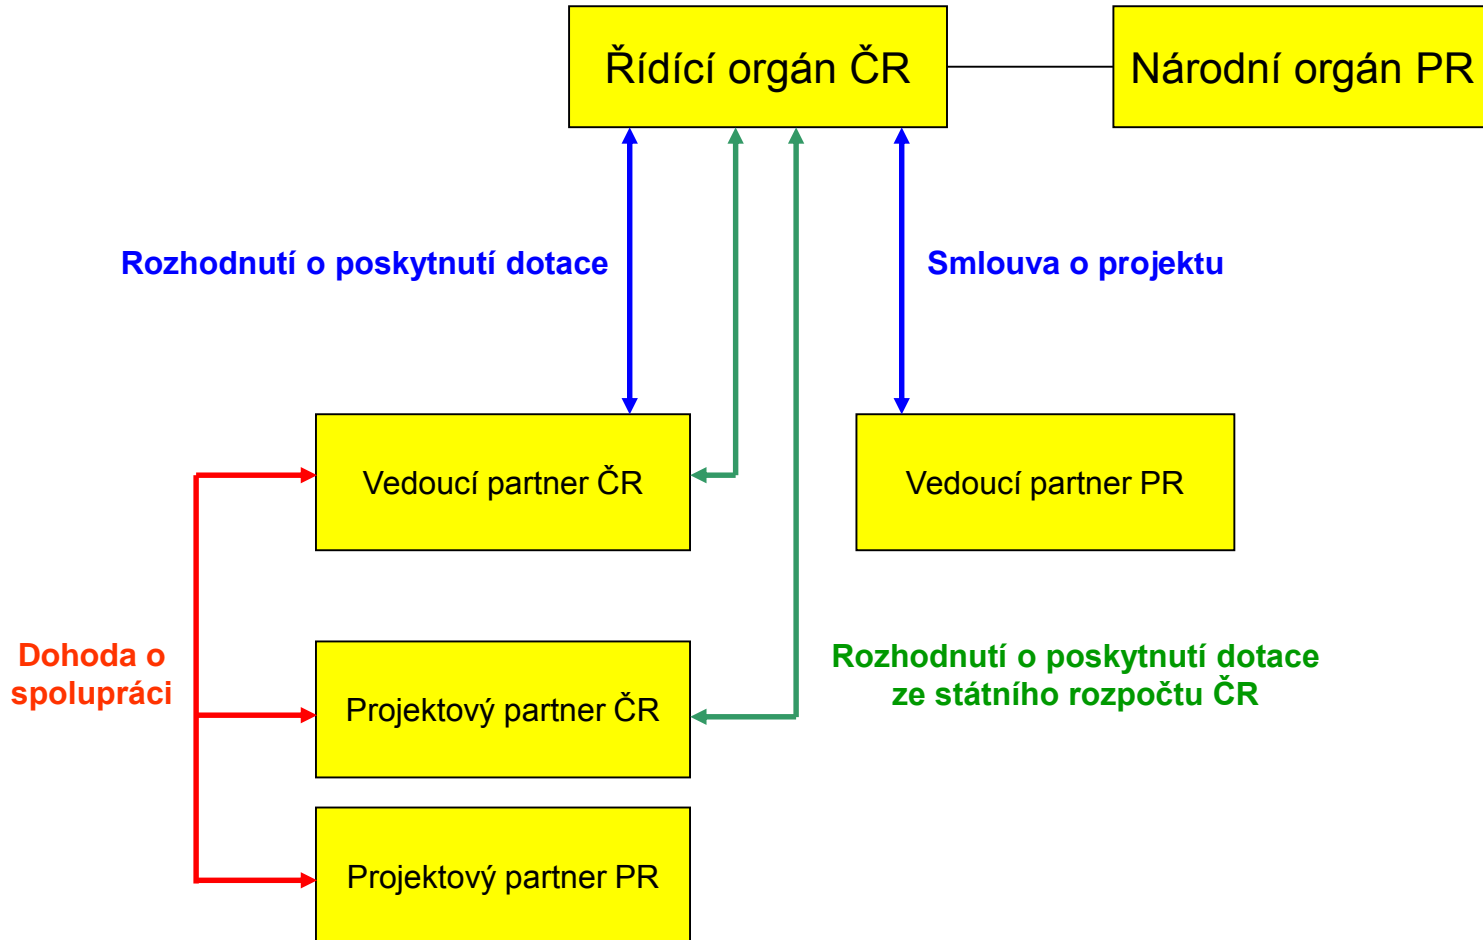 Řídící orgán ČR
Národní orgán PR
Rozhodnutí o poskytnutí dotace
Smlouva o projektu
Vedoucí partner ČR
Vedoucí partner PR
Dohoda o
spolupráci
Projektový partner ČR
Rozhodnutí o poskytnutí dotace
ze státního rozpočtu ČR
Projektový partner PR